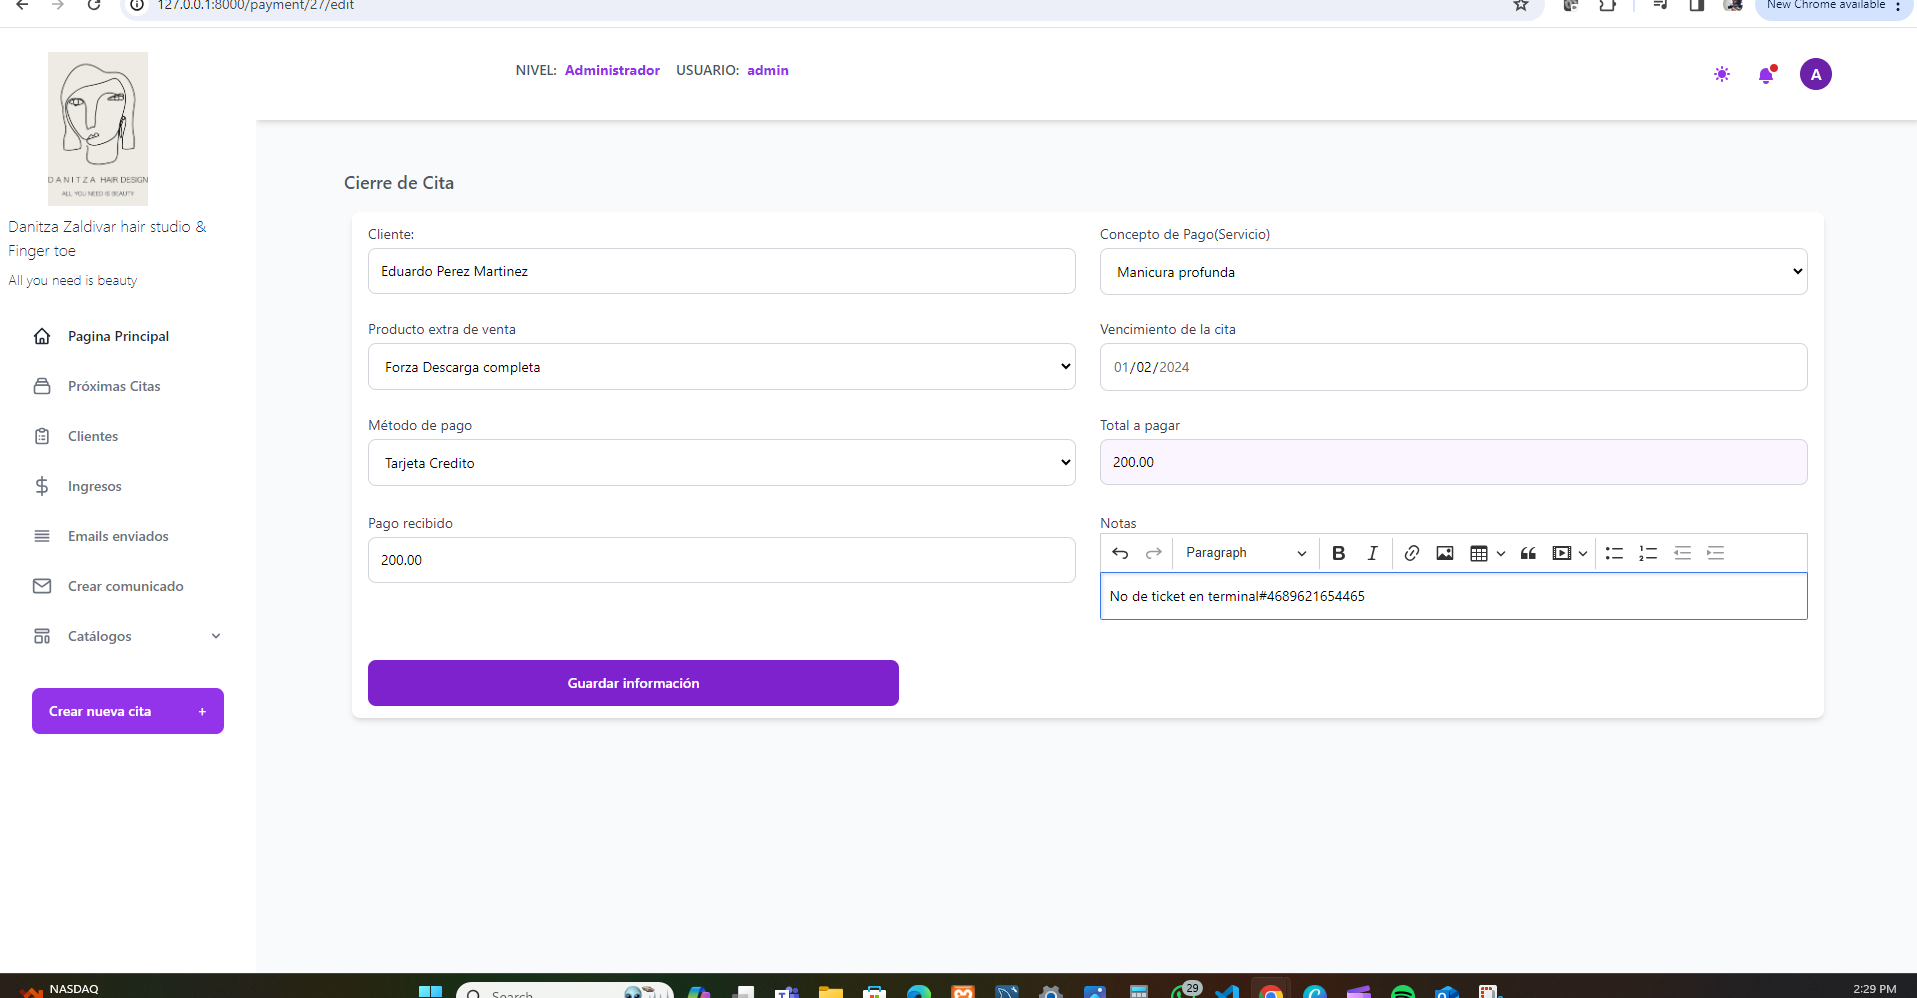 127.0.0.1:8000/payment/27/edit
New Chrome available
NIVEL: Administrador USUARIO: admin
A
DANITZA HAIR DESIGN
ALL YOU NEED IS BEAUTY
Danitza Zaldivar hair studio &
Finger toe
All you need is beauty
Pagina Principal
Próximas Citas
Clientes
Ingresos
Emails enviados
Crear comunicado
Catálogos
Crear nueva cita +
Cierre de Cita
Cliente:
Eduardo Perez Martinez
Concepto de Pago(Servicio)
Manicura profunda
Producto extra de venta
Forza Descarga completa
Vencimiento de la cita
01/02/2024
Método de pago
Tarjeta Credito
Total a pagar
200.00
Pago recibido
200.00
Notas
Paragraph
No de ticket en terminal#4689621654465
Guardar información
NASDAQ
Search
29
2:29 PM